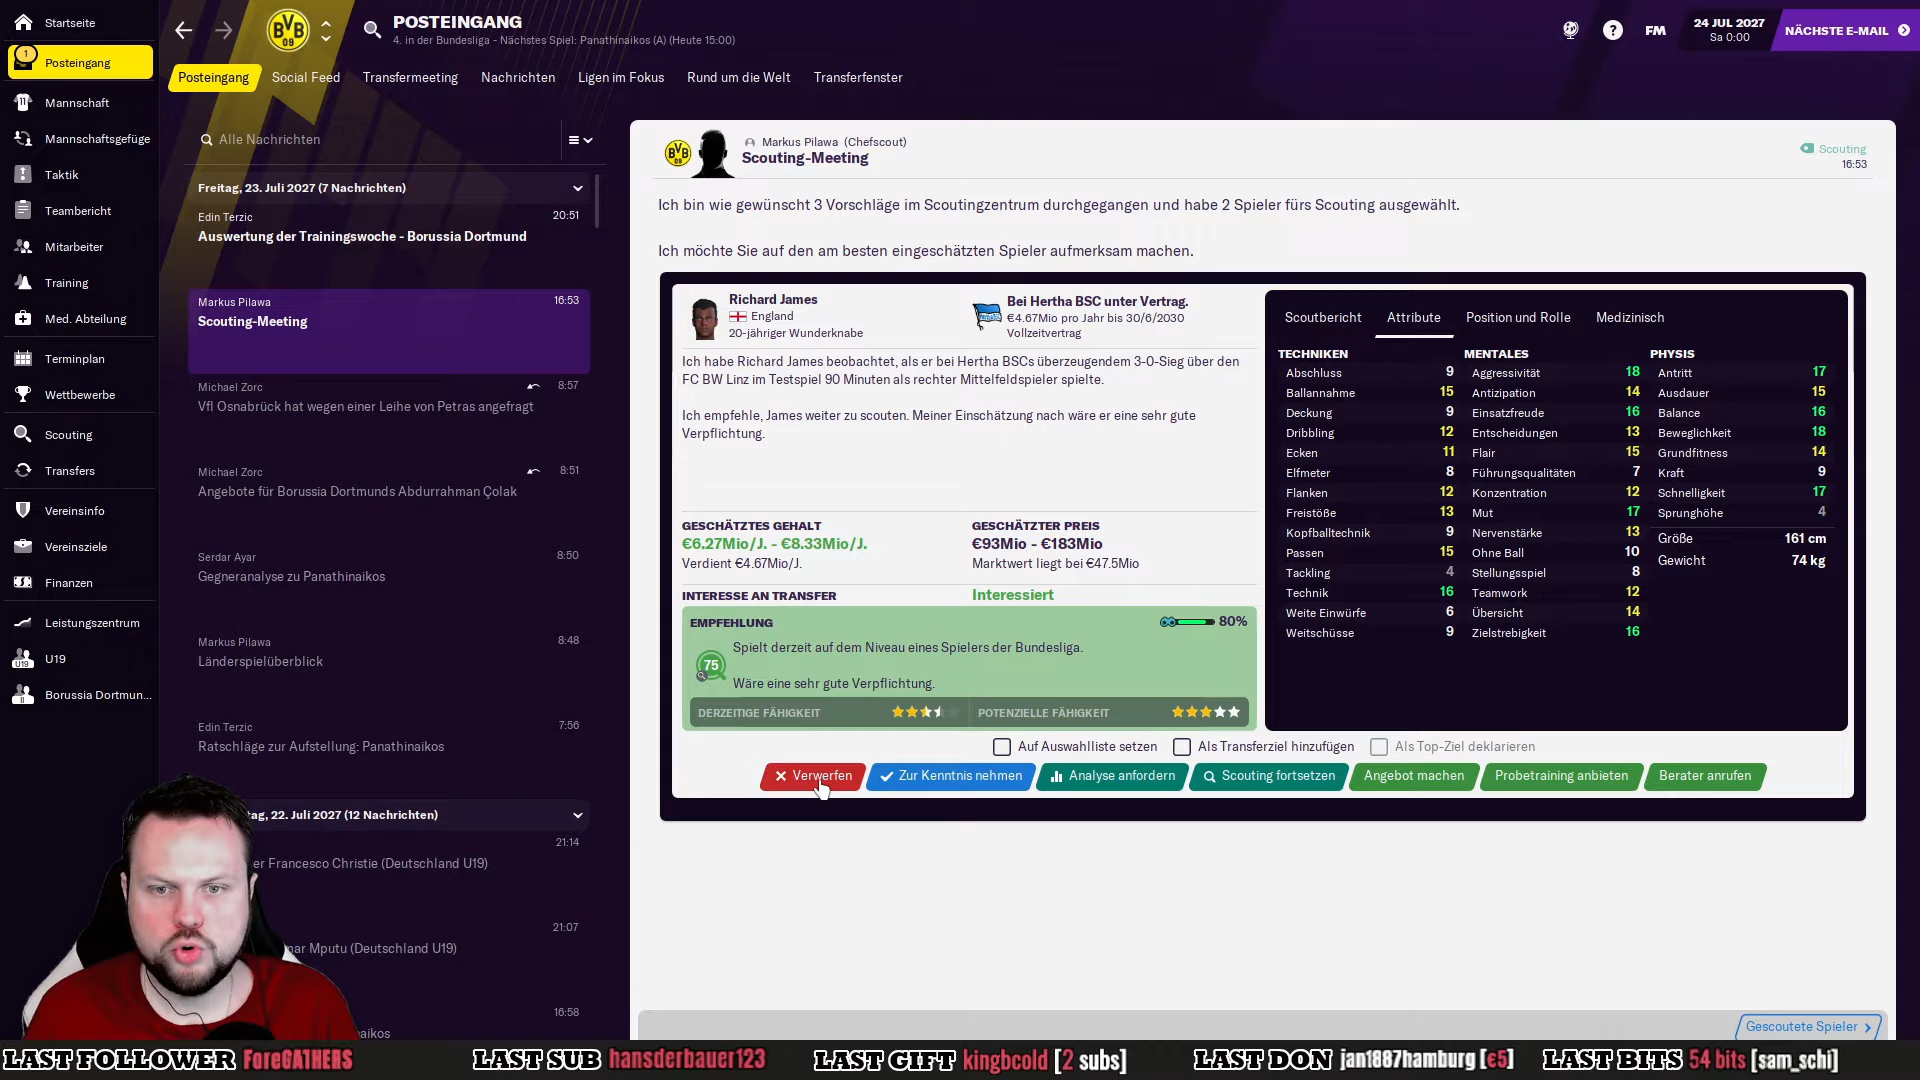 Startseite
1
Posteingang
Mannschaft
Mannschaftsgefüge
Taktik
Teambericht
Mitarbeiter
Training
Med. Abteilung
Terminplan
Wettbewerbe
Scouting
Transfers
Vereinsinfo
Vereinsziele
Finanzen
Leistungszentrum
U19
Borussia Dortmun...
POSTEINGANG
4. in der Bundesliga - Nächstes Spiel: Panathinaikos (A) (Heute 15:00)
FM
24 JUL 2027
Sa 0:00
NÄCHSTE E-MAIL
Posteingang Social Feed Transfermeeting Nachrichten Ligen im Fokus Rund um die Welt Transferfenster
Alle Nachrichten
Freitag, 23. Juli 2027 (7 Nachrichten)
Edin Terzic 20:51
Auswertung der Trainingswoche - Borussia Dortmund
Markus Pilawa 16:53
Scouting-Meeting
Michael Zorc 8:57
Vfl Osnabrück hat wegen einer Leihe von Petras angefragt
Michael Zorc 8:51
Angebote für Borussia Dortmunds Abdurrahman Çolak
Serdar Ayar 8:50
Gegneranalyse zu Panathinaikos
Markus Pilawa 8:48
Länderspielüberblick
Edin Terzic 7:56
Ratschläge zur Aufstellung: Panathinaikos
tag, 22. Juli 2027 (12 Nachrichten)
21:14
er Francesco Christie (Deutschland U19)
21:07
nar Mputu (Deutschland U19)
16:58
naikos
Markus Pilawa (Chefscout)
Scouting-Meeting
Scouting
16:53
Ich bin wie gewünscht 3 Vorschläge im Scoutingzentrum durchgegangen und habe 2 Spieler fürs Scouting ausgewählt.
Ich möchte Sie auf den am besten eingeschätzten Spieler aufmerksam machen.
Richard James
England
20-jähriger Wunderknabe
Bei Hertha BSC unter Vertrag.
€4.67Mio pro Jahr bis 30/6/2030
Vollzeitvertrag
Ich habe Richard James beobachtet, als er bei Hertha BSCs überzeugendem 3-0-Sieg über den
FC BW Linz im Testspiel 90 Minuten als rechter Mittelfeldspieler spielte.
Ich empfehle, James weiter zu scouten. Meiner Einschätzung nach wäre er eine sehr gute
Verpflichtung.
GESCHÄTZTES GEHALT
€6.27Mio/J. - €8.33Mio/J.
Verdient €4.67Mio/J.
GESCHÄTZTER PREIS
€93Mio - €183Mio
Marktwert liegt bei €47.5Mio
INTERESSE AN TRANSFER Interessiert
EMPFEHLUNG 80%
75
Spielt derzeit auf dem Niveau eines Spielers der Bundesliga.
Wäre eine sehr gute Verpflichtung.
DERZEITIGE FÄHIGKEIT POTENZIELLE FÄHIGKEIT
Scoutbericht Attribute Position und Rolle Medizinisch
TECHNIKEN MENTALES PHYSIS
Abschluss 9 Aggressivität 18 Antritt 17
Ballannahme 15 Antizipation 14 Ausdauer 15
Deckung 9 Einsatzfreude 16 Balance 16
Dribbling 12 Entscheidungen 13 Beweglichkeit 18
Ecken 11 Flair 15 Grundfitness 14
Elfmeter 8 Führungsqualitäten 7 Kraft 9
Flanken 12 Konzentration 12 Schnelligkeit 17
Freistöße 13 Mut 17 Sprunghöhe 4
Kopfballtechnik 9 Nervenstärke 13 Größe 161 cm
Passen 15 Ohne Ball 10 Gewicht 74 kg
Tackling 4 Stellungsspiel 8
Technik 16 Teamwork 12
Weite Einwürfe 6 Übersicht 14
Weitschüsse 9 Zielstrebigkeit 16
Auf Auswahlliste setzen Als Transferziel hinzufügen Als Top-Ziel deklarieren
Verwerfen Zur Kenntnis nehmen Analyse anfordern Scouting fortsetzen Angebot machen Probetraining anbieten Berater anrufen
Gescoutete Spieler
LAST FOLLOWER ForeGATHERS LAST SUB hansderbauer123 LAST GIFT kingbcold [2 subs] LAST DON jan1887hamburg [€5] LAST BITS 54 bits [sam_schi]